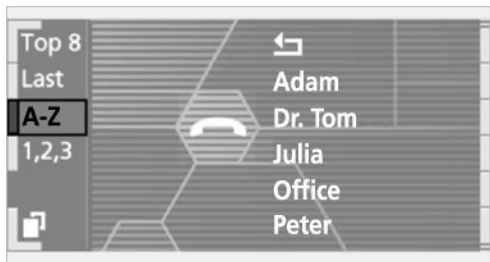 Top 8
Last
A-Z
1,2,3
Adam
Dr. Tom
Julia
Office
Peter